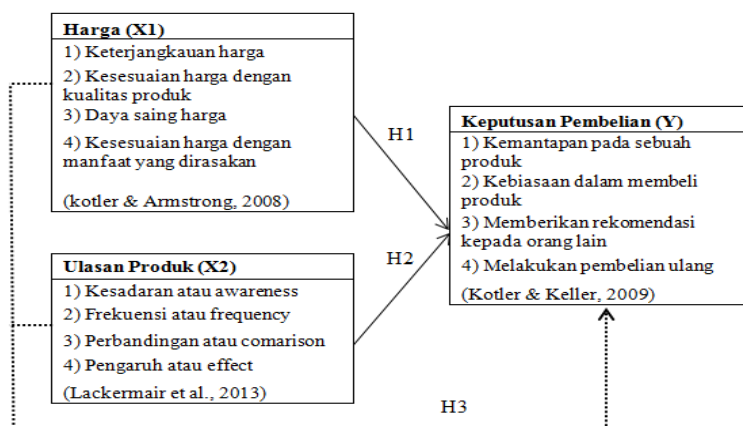 Harga (X1)
1) Keterjangkauan harga
2) Kesesuaian harga dengan
kualitas produk
3) Daya saing harga
4) Kesesuaian harga dengan
manfaat yang dirasakan
(kotler & Armstrong, 2008)
H1
Keputusan Pembelian (Y)
1) Kemantapan pada sebuah
produk
2) Kebiasaan dalam membeli
produk
3) Memberikan rekomendasi
kepada orang lain
4) Melakukan pembelian ulang
(Kotler & Keller, 2009)
Ulasan Produk (X2)
1) Kesadaran atau awareness
2) Frekuensi atau frequency
3) Perbandingan atau comarison
4) Pengaruh atau effect
(Lackermair et al., 2013)
H2
H3